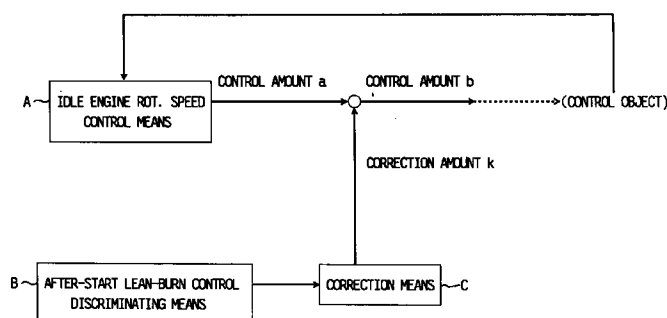 CONTROL AMOUNT a
CONTROL AMOUNT b
A
IDLE ENGINE ROT. SPEED
CONTROL MEANS
(CONTROL OBJECT)
CORRECTION AMOUNT k
B
AFTER-START LEAN-BURN CONTROL
DISCRIMINATING MEANS
CORRECTION MEANS
C